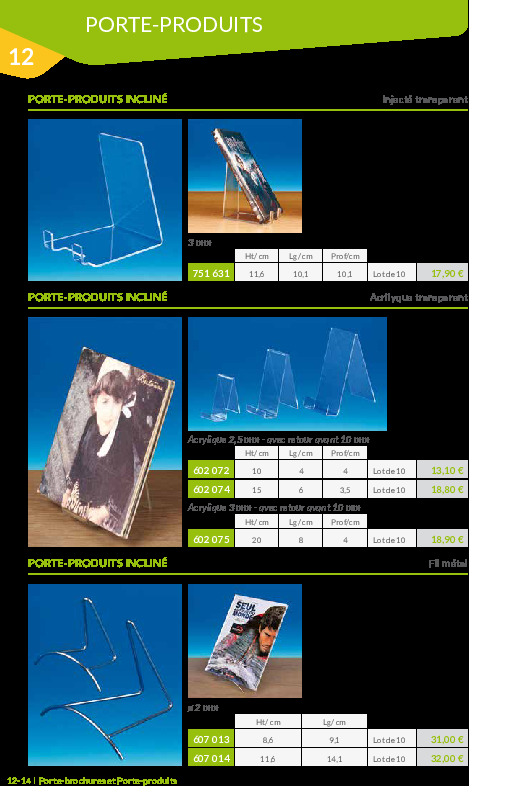 PORTE-PRODUITS
12
PORTE-PRODUITS INCLINÉ Injecté transparent
3 mm
Ht/ cm Lg / cm Prof/cm
751 631 11,6 10,1 10,1 Lot de 10 17,90 €
PORTE-PRODUITS INCLINÉ Acrilyque transparent
Acrylique 2,5 mm - avec retour avant 10 mm
Ht/ cm Lg / cm Prof/cm
602 072 10 4 4 Lot de 10 13,10 €
602 074 15 6 3,5 Lot de 10 18,80 €
Acrylique 3 mm - avec retour avant 10 mm
Ht/ cm Lg / cm Prof/cm
602 075 20 8 4 Lot de 10 18,90 €
PORTE-PRODUITS INCLINÉ Fil métal
SEUL
MONDE
ø 2 mm
Ht/ cm Lg/ cm
607 013 8,6 9,1 Lot de 10 31,00 €
607 014 11,6 14,1 Lot de 10 32,00 €
12-14 I Porte-brochures et Porte-produits